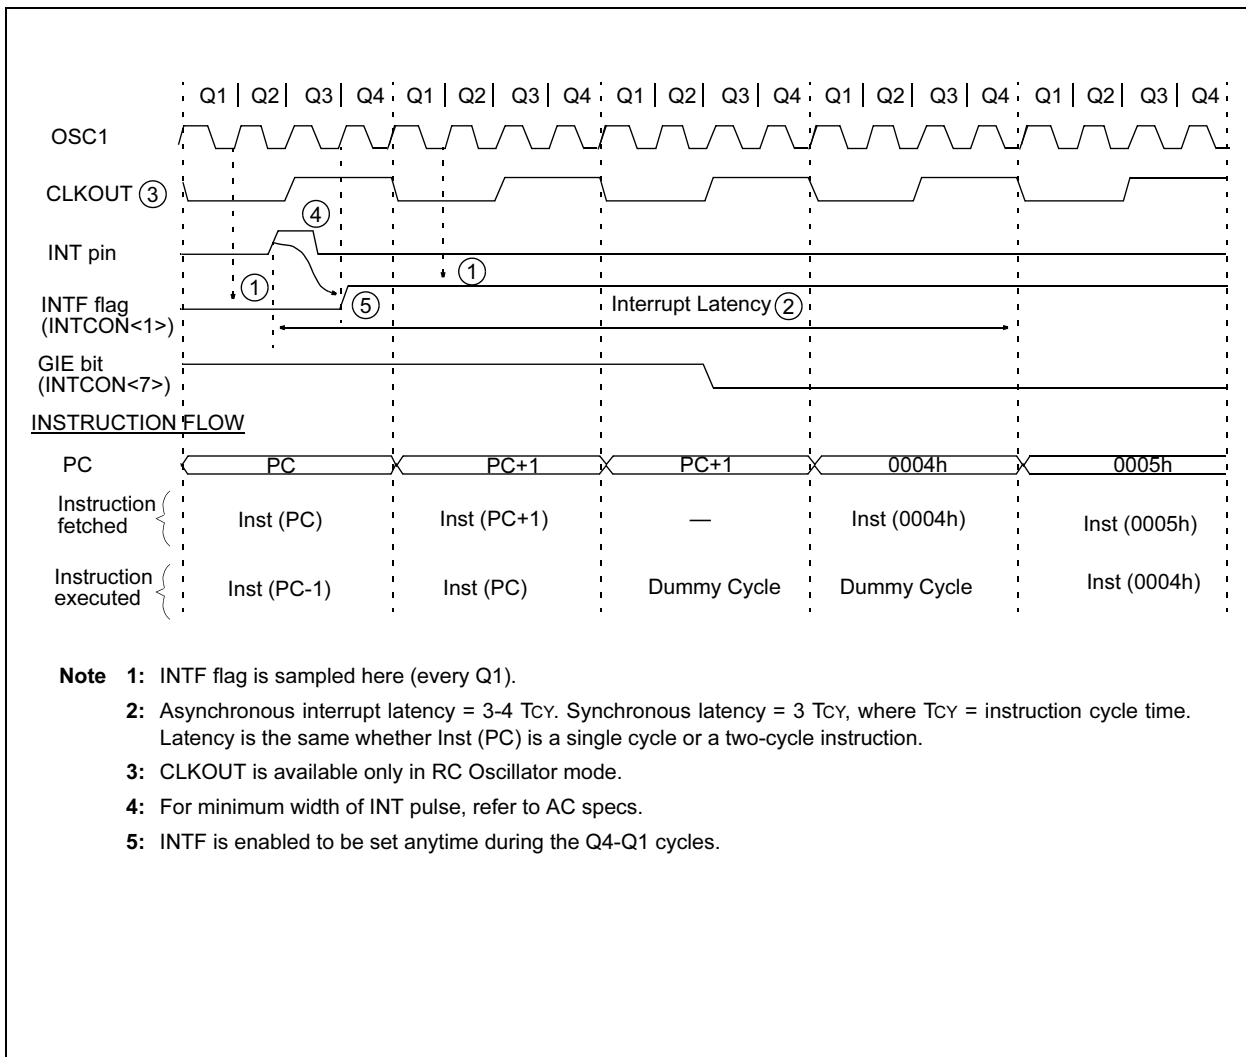 Q1 Q2 Q3 Q4 Q1 Q2 Q3 Q4 Q1 Q2 Q3 Q4 Q1 Q2 Q3 Q4 Q1 Q2 Q3 Q4
OSC1
CLKOUT 3
4
INT pin
1 1
INTF flag
(INTCON<1>)
5
Interrupt Latency 2
GIE bit
(INTCON<7>)
INSTRUCTION FLOW
PC PC PC+1 PC+1 0004h 0005h
Instruction
fetched
Inst (PC) Inst (PC+1) — Inst (0004h) Inst (0005h)
Instruction
executed
Inst (PC-1) Inst (PC) Dummy Cycle Dummy Cycle Inst (0004h)
Note 1: INTF flag is sampled here (every Q1).
2: Asynchronous interrupt latency = 3-4 TCY. Synchronous latency = 3 TCY, where TCY = instruction cycle time.
Latency is the same whether Inst (PC) is a single cycle or a two-cycle instruction.
3: CLKOUT is available only in RC Oscillator mode.
4: For minimum width of INT pulse, refer to AC specs.
5: INTF is enabled to be set anytime during the Q4-Q1 cycles.